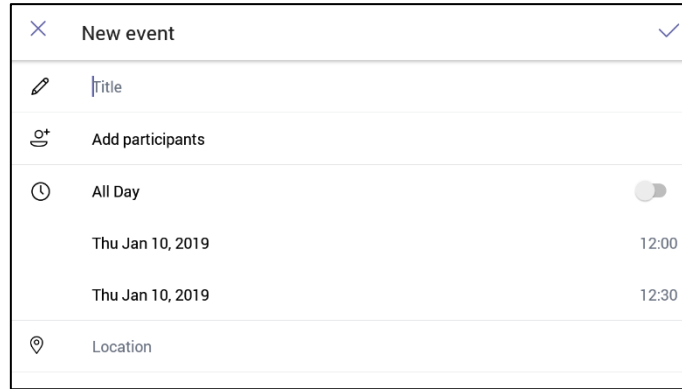 New event
Title
Add participants
All Day
Thu Jan 10, 2019 12:00
Thu Jan 10, 2019 12:30
Location